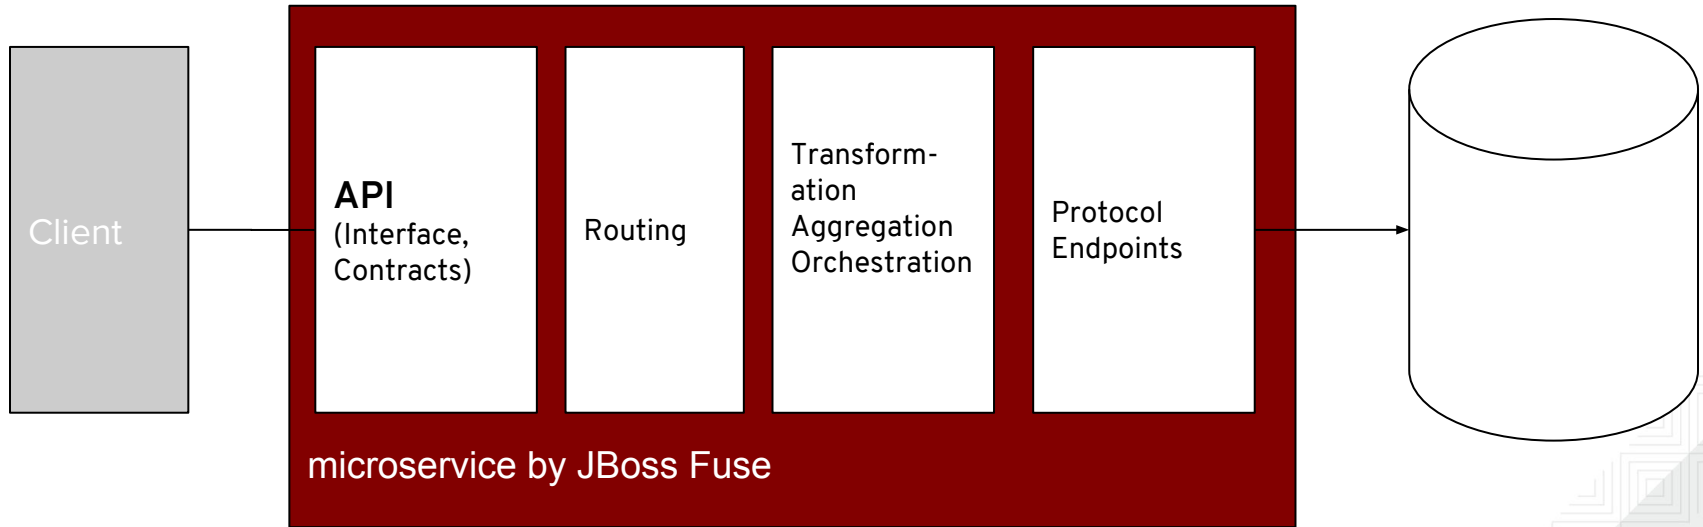 Client
API
(Interface,
Contracts)
Routing
Transform-
ation
Aggregation
Orchestration
Protocol
Endpoints
microservice by JBoss Fuse